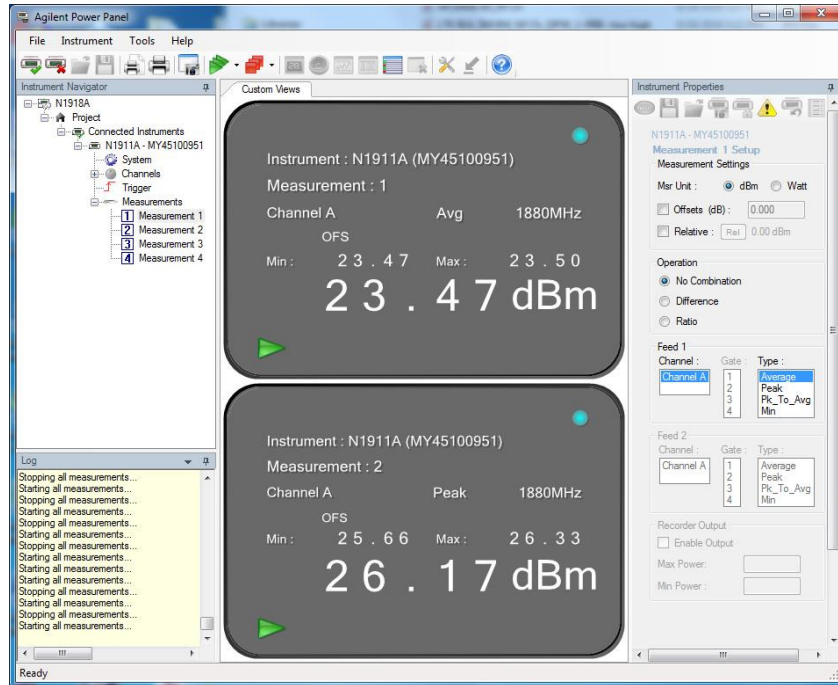 Agilent Power Panel
File Instrument Tools Help
Instrument Navigator
N1918A
Project
Connected Instruments
N1911A - MY45100951
System
Channels
Trigger
Measurements
1 Measurement 1
2 Measurement 2
3 Measurement 3
4 Measurement 4
Log
Stopping all measurements...
Starting all measurements...
Stopping all measurements...
Starting all measurements...
Stopping all measurements...
Starting all measurements...
Stopping all measurements...
Starting all measurements...
Starting all measurements...
Starting all measurements...
Stopping all measurements...
Starting all measurements...
Stopping all measurements...
Starting all measurements...
Custom Views
Instrument : N1911A (MY45100951)
Measurement : 1
Channel A Avg 1880MHz
OFS
Min : 23.47 Max : 23.50
23.47 dBm
Instrument : N1911A (MY45100951)
Measurement : 2
Channel A Peak 1880MHz
OFS
Min : 25.66 Max : 26.33
26.17 dBm
Instrument Properties
N1911A - MY45100951
Measurement 1 Setup
Measurement Settings
Msr Unit : dBm Watt
Offsets (dB) : 0.000
Relative : Rel 0.00 dBm
Operation
No Combination
Difference
Ratio
Feed 1
Channel : Gate : Type :
Channel A 1 Average
2 Peak
3 Pk_To_Avg
4 Min
Feed 2
Channel : Gate : Type :
Channel A 1 Average
2 Peak
3 Pk_To_Avg
4 Min
Recorder Output
Enable Output
Max Power:
Min Power :
Ready